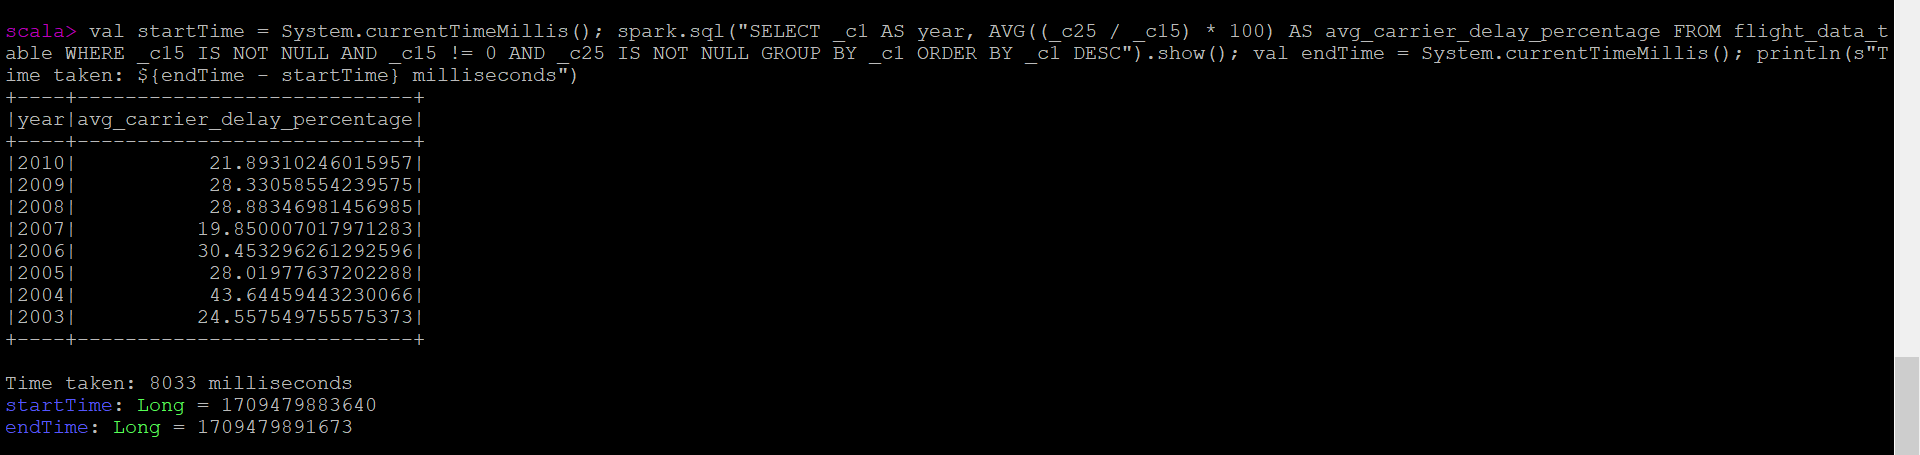 scala> val startTime = System.currentTimeMillis(); spark.sql("SELECT _c1 AS year, AVG((_c25 / _c15) * 100) AS avg_carrier_delay_percentage FROM flight_data_t
able WHERE _c15 IS NOT NULL AND _c15 != 0 AND _c25 IS NOT NULL GROUP BY _c1 ORDER BY _c1 DESC").show(); val endTime = System.currentTimeMillis(); println(s"T
ime taken: ${endTime - startTime} milliseconds")
+----+----------------------------+
|year|avg_carrier_delay_percentage|
+----+----------------------------+
|2010|           21.89310246015957|
|2009|           28.33058554239575|
|2008|           28.88346981456985|
|2007|          19.850007017971283|
|2006|          30.453296261292596|
|2005|           28.01977637202288|
|2004|           43.64459443230066|
|2003|          24.557549755575373|
+----+----------------------------+
Time taken: 8033 milliseconds
startTime: Long = 1709479883640
endTime: Long = 1709479891673